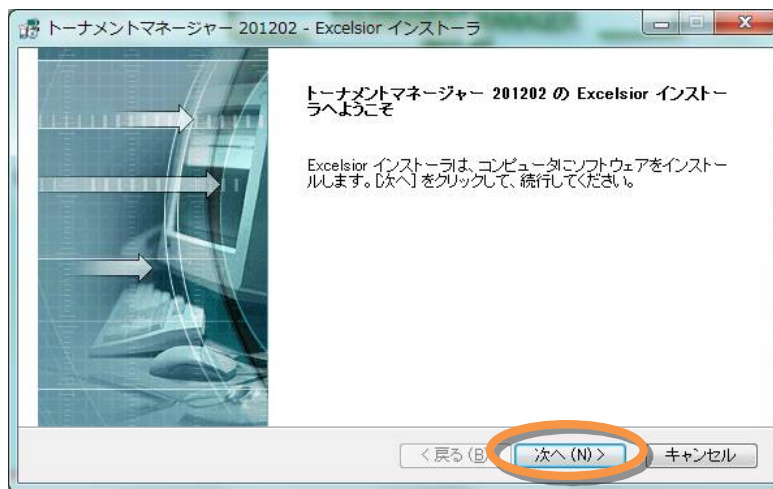 トーナメントマネージャー 201202 - Excelsior インストーラ
トーナメントマネージャー 201202 の Excelsior インストー
ラへようこそ
Excelsior インストーラは、コンピュータにソフトウェアをインストー
ルします。[次へ] をクリックして、続行してください。
< 戻る (B)
次へ (N) >
キャンセル